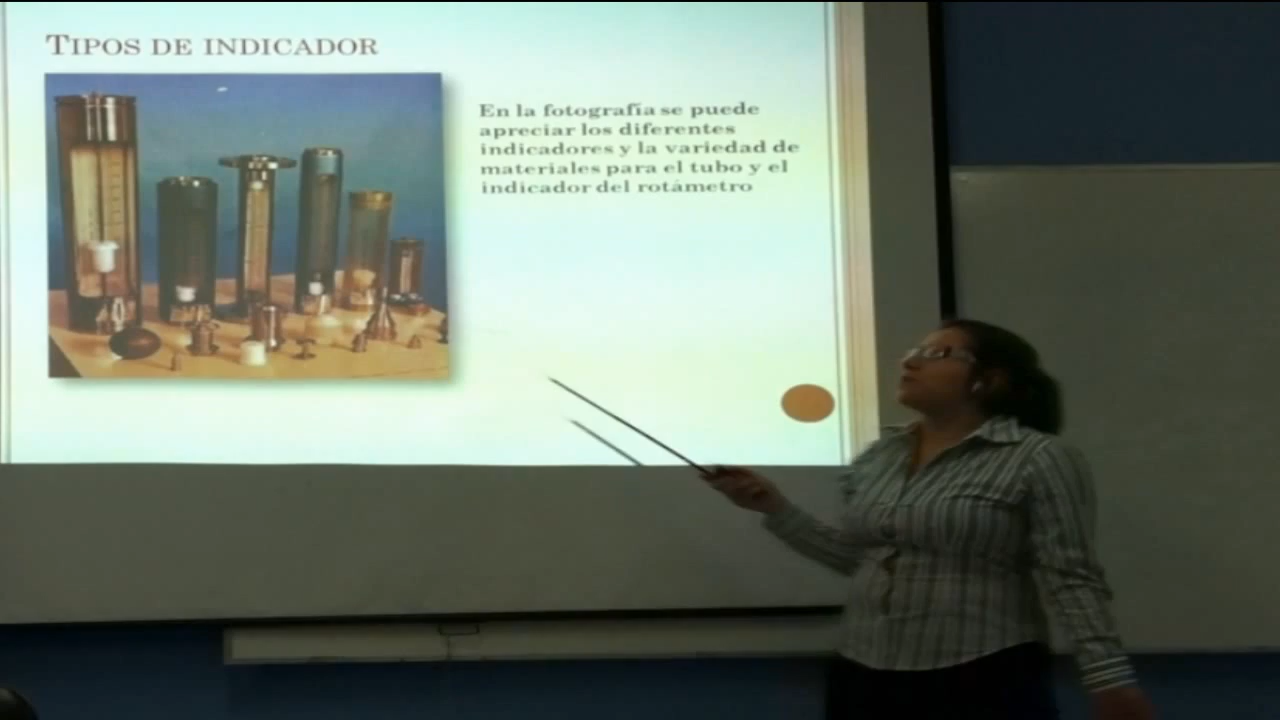 TIPOS DE INDICADOR
En la fotografía se puede
apreciar los diferentes
indicadores y la variedad de
materiales para el tubo y el
indicador del rotámetro